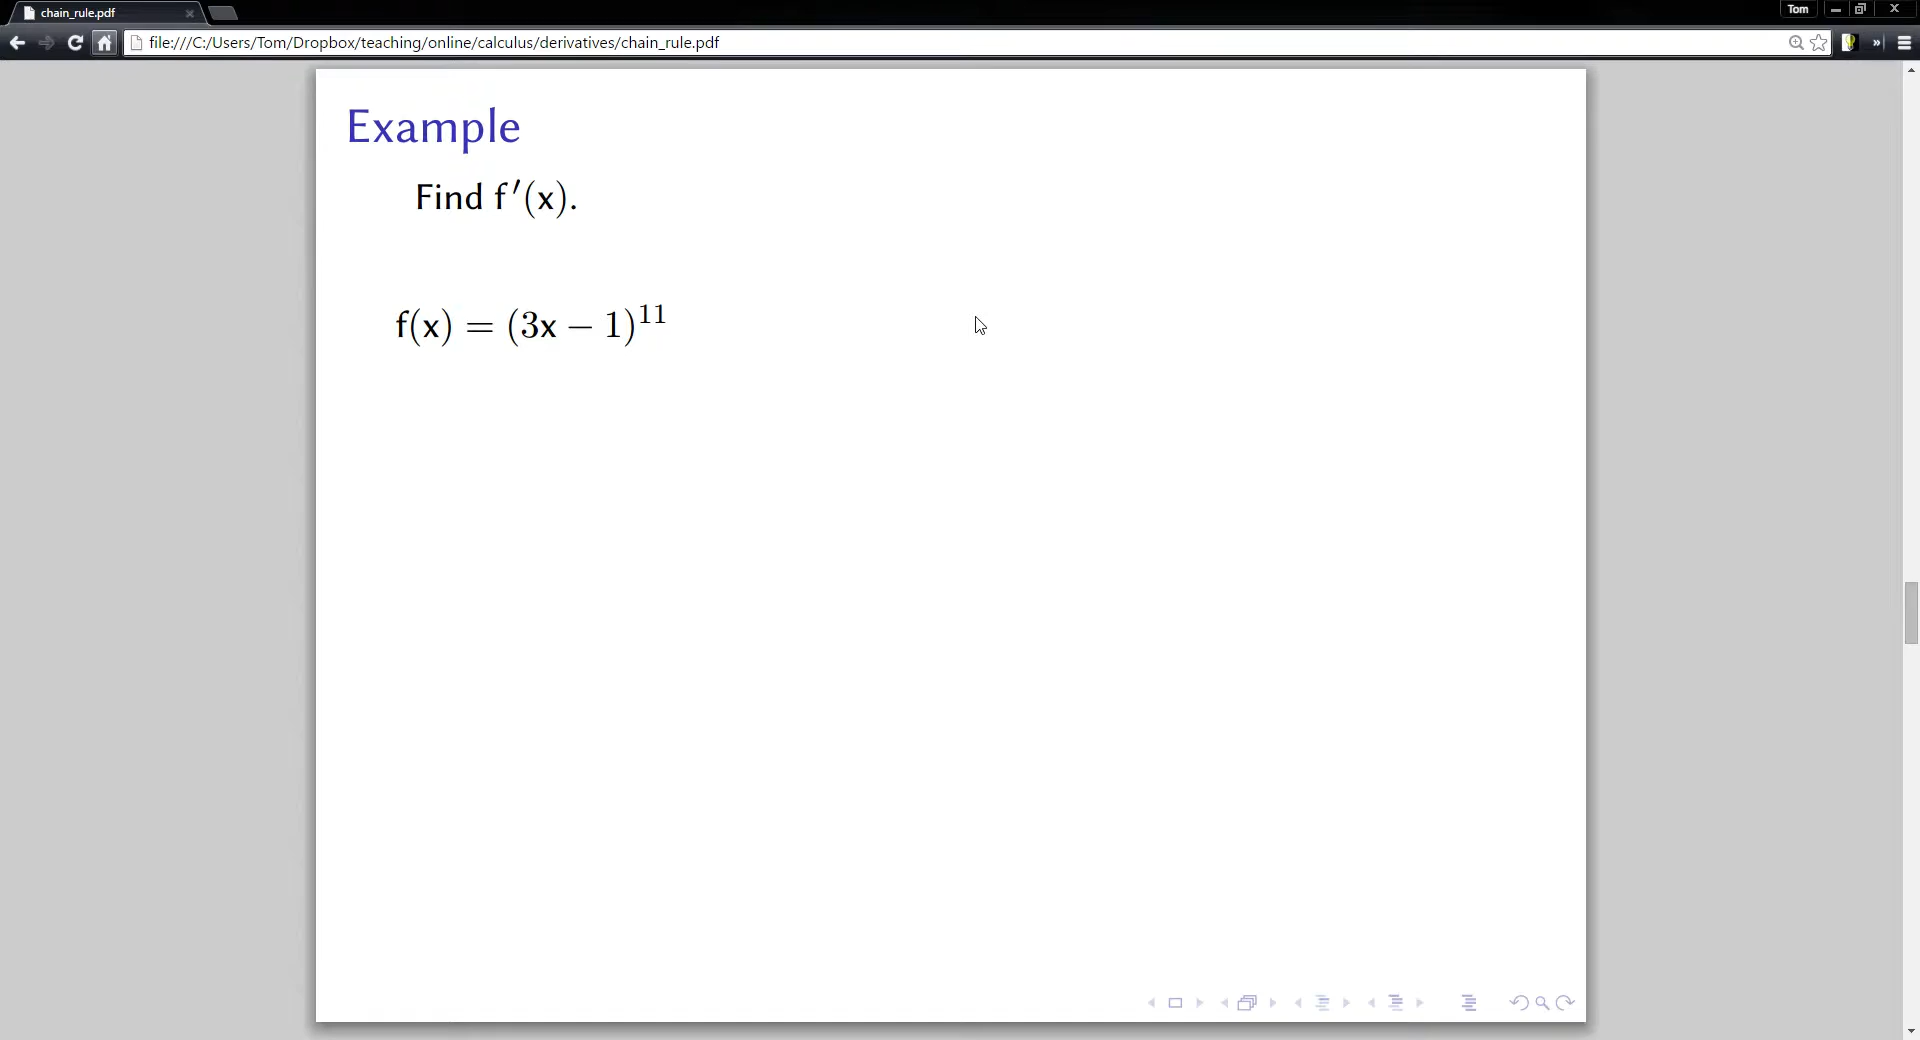 chain_rule.pdf
Tom
file:///C:/Users/Tom/Dropbox/teaching/online/calculus/derivatives/chain_rule.pdf
Example
Find f′(x).
f(x) = (3x − 1)¹¹